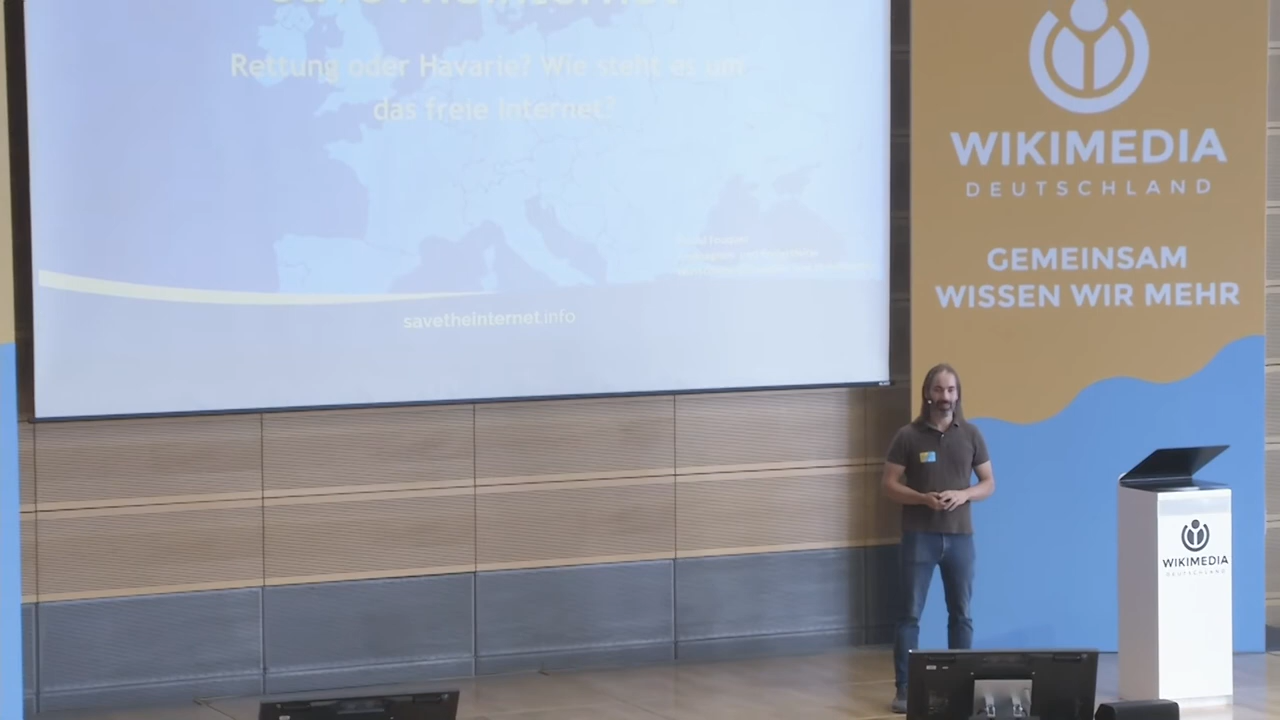 Rettung oder Havarie? Wie steht es um
das freie Internet?
savetheinternet.info
WIKIMEDIA
DEUTSCHLAND
GEMEINSAM
WISSEN WIR MEHR
WIKIMEDIA
DEUTSCHLAND